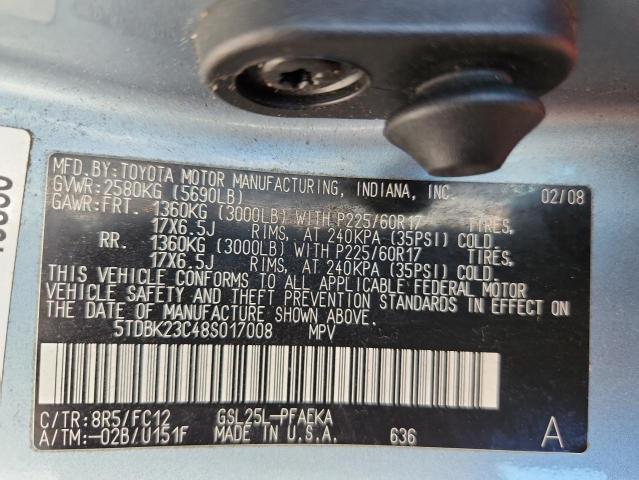 MFD.BY:TOYOTA MOTOR MANUFACTURING, INDIANA, INC. 02/08
GVWR:2580KG (5690LB)
GAWR:FRT. 1360KG (3000LB) WITH P225/60R17 TIRES,
17X6.5J RIMS, AT 240KPA (35PSI) COLD.
RR. 1360KG (3000LB) WITH P225/60R17 TIRES,
17X6.5J RIMS, AT 240KPA (35PSI) COLD.
THIS VEHICLE CONFORMS TO ALL APPLICABLE FEDERAL MOTOR
VEHICLE SAFETY AND THEFT PREVENTION STANDARDS IN EFFECT ON
THE DATE OF MANUFACTURE SHOWN ABOVE.
5TDBK23C48S017008 MPV
C/TR:8R5/FC12 GSL25L-PFAEKA
A/TM:-02B/U151F MADE IN U.S.A. 636 A